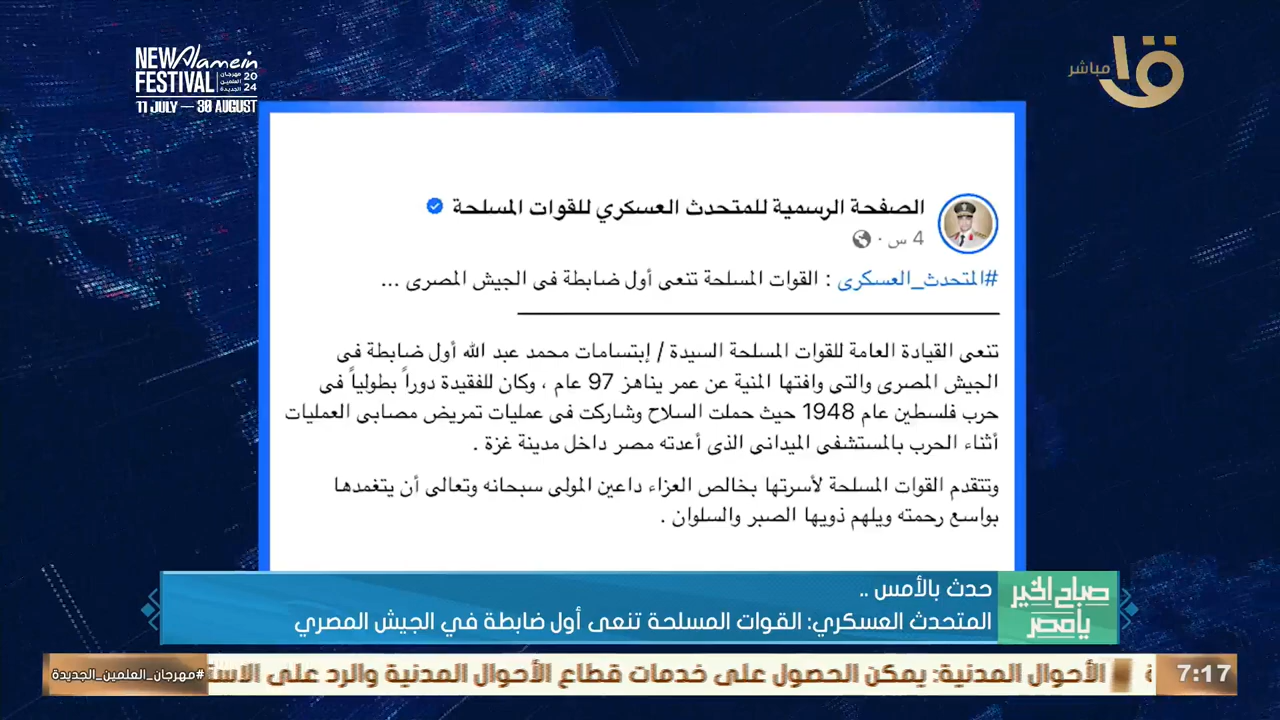 NEW Alamein
FESTIVAL
مهرجان
العلمين
الجديدة
20
24
11 JULY — 30 AUGUST
مباشر
الصفحة الرسمية للمتحدث العسكري للقوات المسلحة
4 س ·
#المتحدث_العسكرى : القوات المسلحة تنعى أول ضابطة فى الجيش المصرى ...
تنعى القيادة العامة للقوات المسلحة السيدة / إبتسامات محمد عبد الله أول ضابطة فى
الجيش المصرى والتى وافتها المنية عن عمر يناهز 97 عام ، وكان للفقيدة دوراً بطولياً فى
حرب فلسطين عام 1948 حيث حملت السلاح وشاركت فى عمليات تمريض مصابى العمليات
أثناء الحرب بالمستشفى الميدانى الذى أعدته مصر داخل مدينة غزة .
وتتقدم القوات المسلحة لأسرتها بخالص العزاء داعين المولى سبحانه وتعالى أن يتغمدها
بواسع رحمته ويلهم ذويها الصبر والسلوان .
صباح الخير
يا مصر
حدث بالأمس ..
المتحدث العسكري: القوات المسلحة تنعى أول ضابطة في الجيش المصري
7:17
الأحوال المدنية: يمكن الحصول على خدمات قطاع الأحوال المدنية والرد على
#مهرجان_العلمين_الجديدة